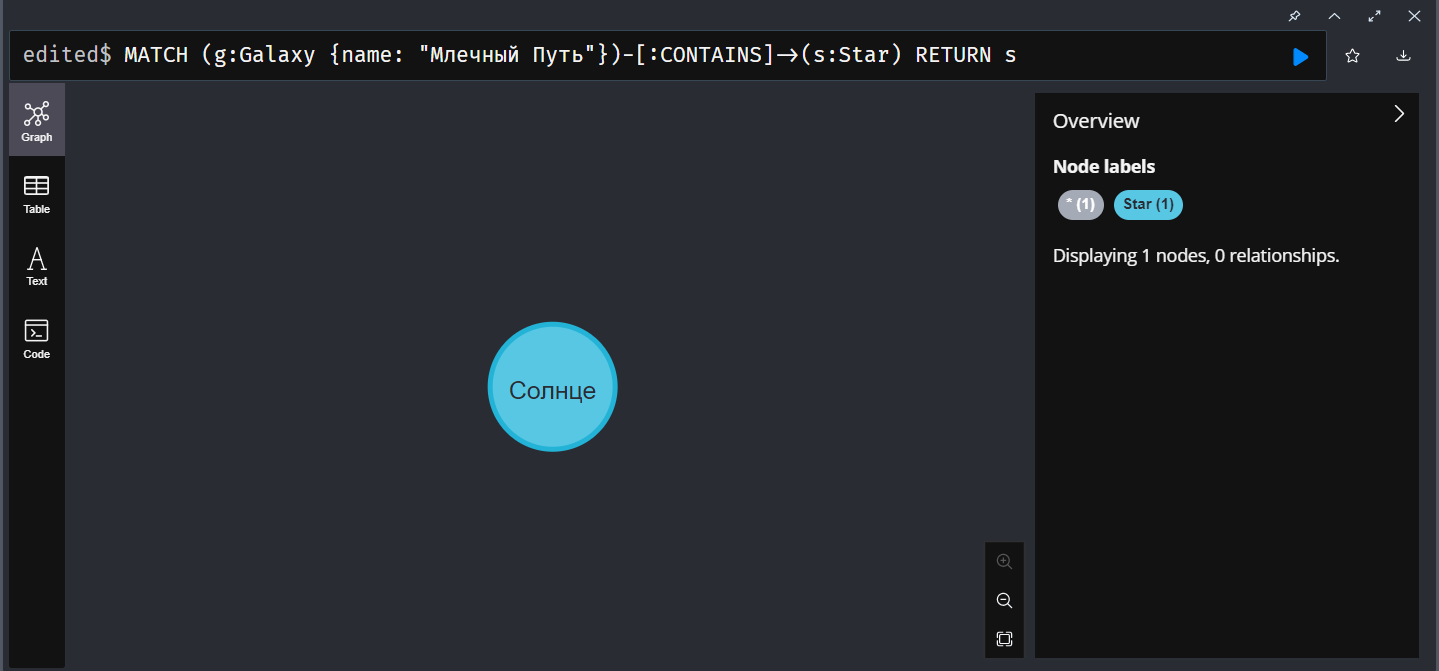 edited$ MATCH (g:Galaxy {name: "Млечный Путь"})-[:CONTAINS]→(s:Star) RETURN s
Graph
Table
Text
Code
Солнце
Overview
Node labels
* (1) Star (1)
Displaying 1 nodes, 0 relationships.